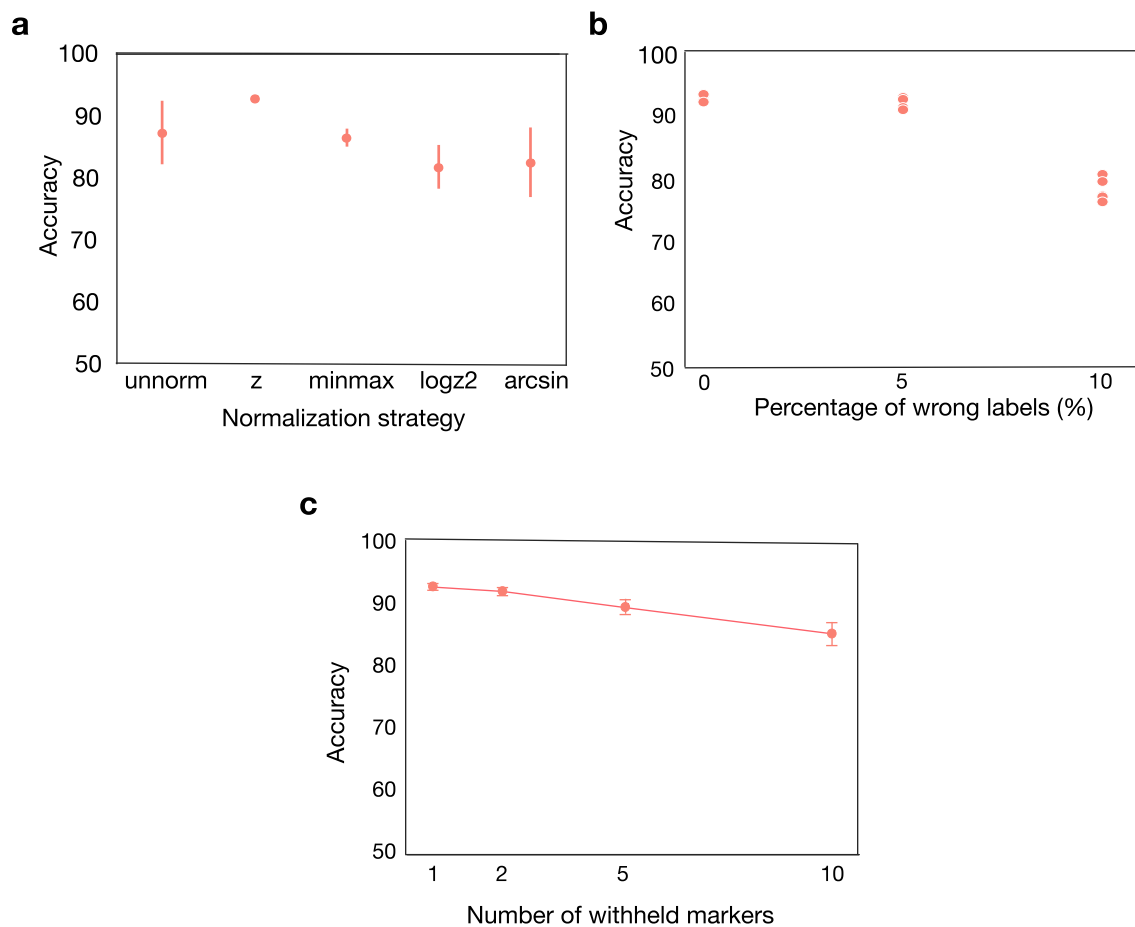 a
100
90
80
70
60
50
Accuracy
unnorm z minmax logz2 arcsin
Normalization strategy
b
100
90
80
70
60
50
Accuracy
0 5 10
Percentage of wrong labels (%)
c
100
90
80
70
60
50
Accuracy
1 2 5 10
Number of withheld markers